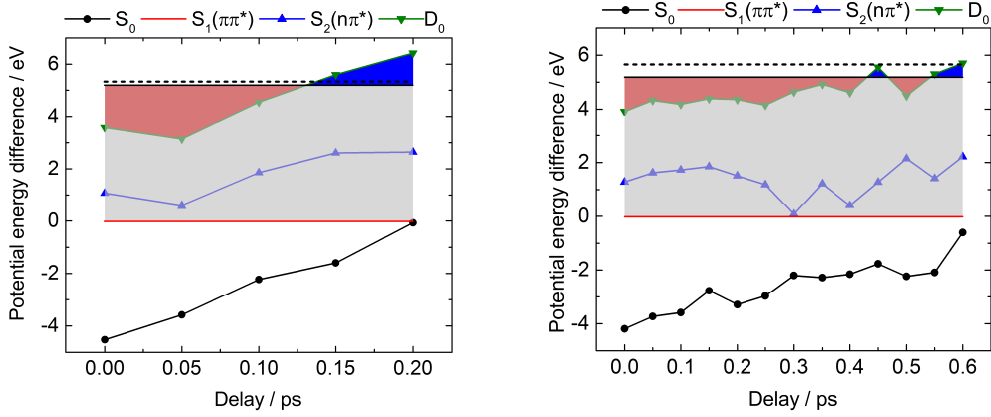 S₀ S₁(ππ*) S₂(nπ*) D₀
Potential energy difference / eV
6
4
2
0
-2
-4
0.00 0.05 0.10 0.15 0.20
Delay / ps
S₀ S₁(ππ*) S₂(nπ*) D₀
Potential energy difference / eV
6
4
2
0
-2
-4
0.0 0.1 0.2 0.3 0.4 0.5 0.6
Delay / ps